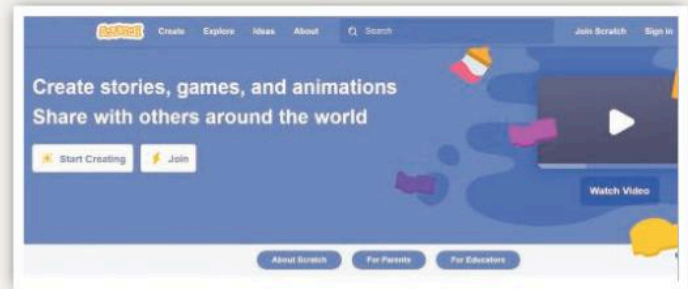 SCRATCH Create Explore Ideas About Search Join Scratch Sign in
Create stories, games, and animations
Share with others around the world
Start Creating Join
Watch Video
About Scratch For Parents For Educators